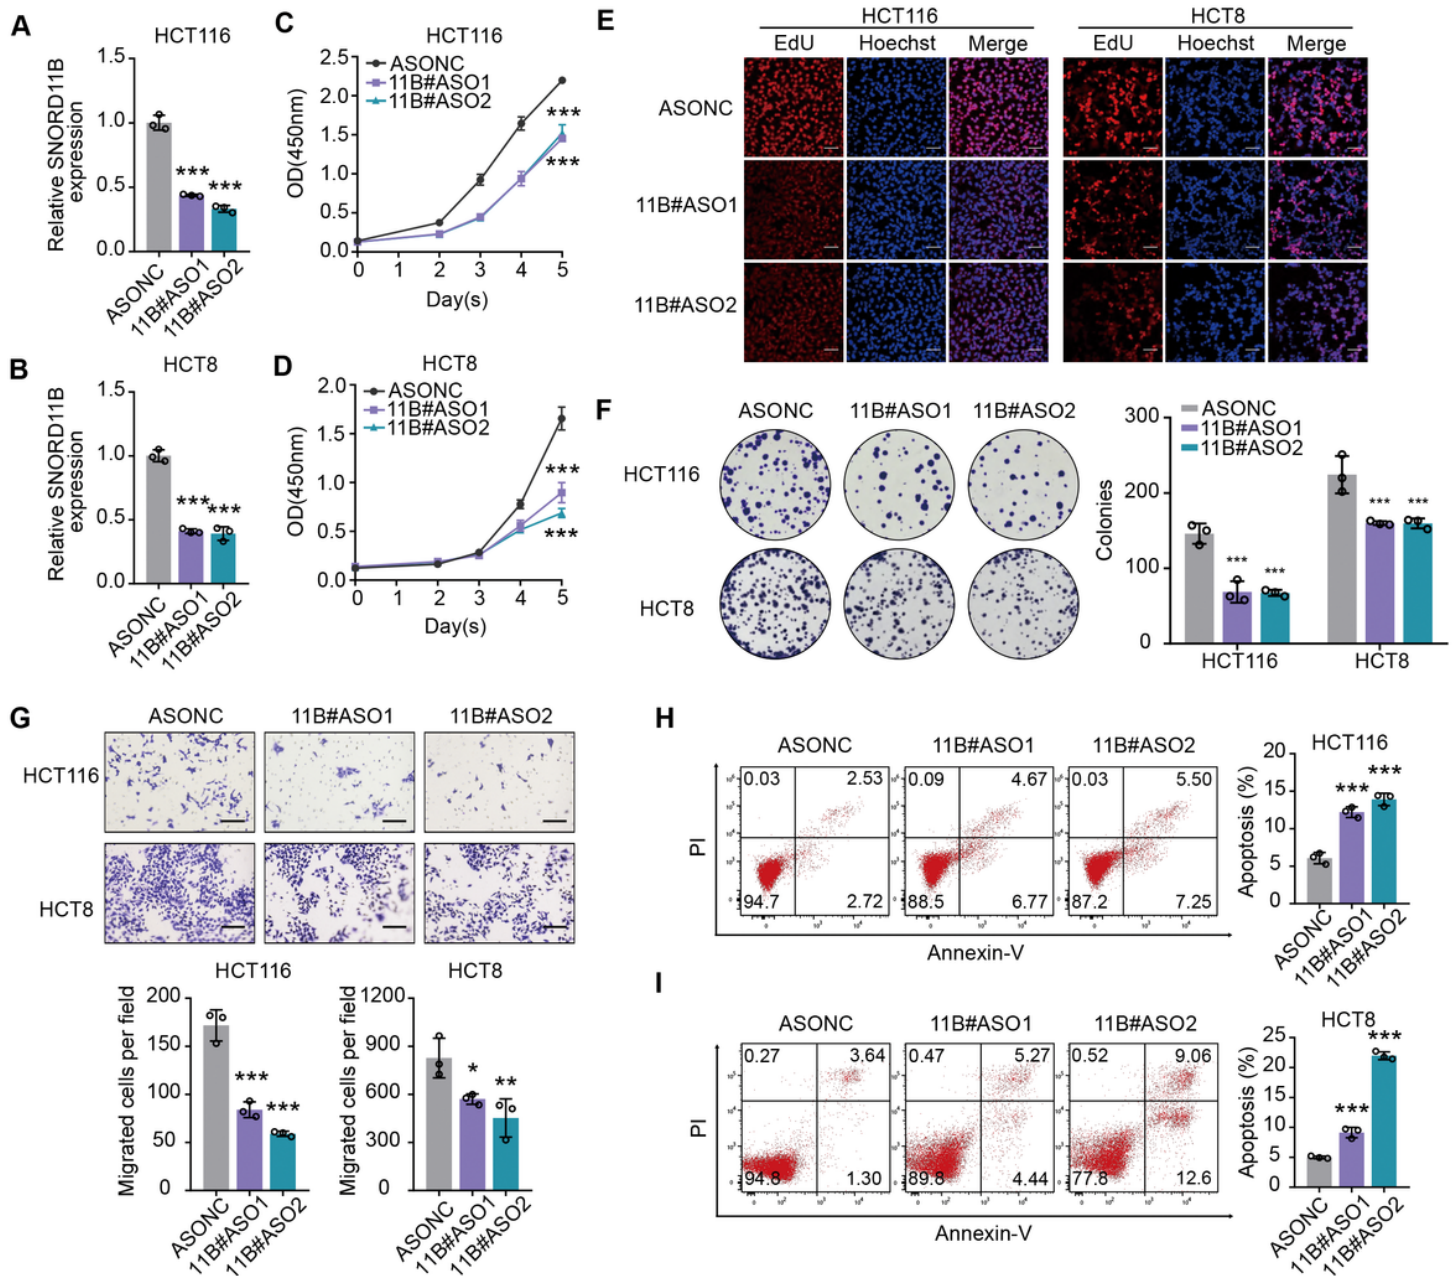 A
HCT116
Relative SNORD11B
expression
1.5
1.0
0.5
0.0
***
***
ASONC
11B#ASO1
11B#ASO2
B
HCT8
Relative SNORD11B
expression
1.5
1.0
0.5
0.0
***
***
ASONC
11B#ASO1
11B#ASO2
C
HCT116
OD(450nm)
2.5
2.0
1.5
1.0
0.5
0.0
ASONC
11B#ASO1
11B#ASO2
***
***
0 1 2 3 4 5
Day(s)
D
HCT8
OD(450nm)
2.0
1.5
1.0
0.5
0.0
ASONC
11B#ASO1
11B#ASO2
***
***
0 1 2 3 4 5
Day(s)
E
HCT116 HCT8
EdU Hoechst Merge EdU Hoechst Merge
ASONC
11B#ASO1
11B#ASO2
F
ASONC 11B#ASO1 11B#ASO2
HCT116
HCT8
Colonies
300
200
100
0
ASONC
11B#ASO1
11B#ASO2
*** ***
*** ***
HCT116 HCT8
G
ASONC 11B#ASO1 11B#ASO2
HCT116
HCT8
HCT116
Migrated cells per field
200
150
100
50
0
***
***
ASONC
11B#ASO1
11B#ASO2
HCT8
Migrated cells per field
1200
900
600
300
0
*
**
ASONC
11B#ASO1
11B#ASO2
H
ASONC 11B#ASO1 11B#ASO2
0.03 2.53 0.09 4.67 0.03 5.50
94.7 2.72 88.5 6.77 87.2 7.25
PI
Annexin-V
HCT116
Apoptosis (%)
20
15
10
5
0
***
***
ASONC
11B#ASO1
11B#ASO2
I
ASONC 11B#ASO1 11B#ASO2
0.27 3.64 0.47 5.27 0.52 9.06
94.8 1.30 89.8 4.44 77.8 12.6
PI
Annexin-V
HCT8
Apoptosis (%)
25
20
15
10
5
0
***
***
ASONC
11B#ASO1
11B#ASO2